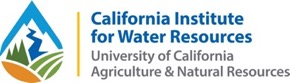 California Institute
for Water Resources
University of California
Agriculture & Natural Resources